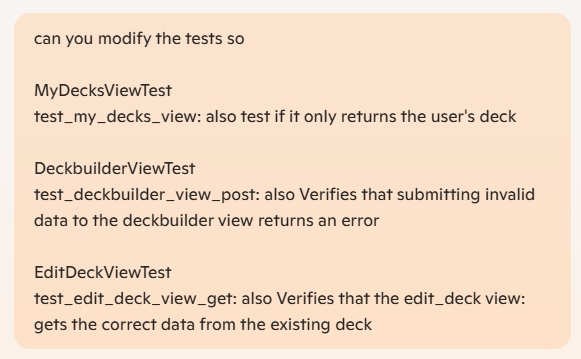 can you modify the tests so
MyDecksViewTest
test_my_decks_view: also test if it only returns the user's deck
DeckbuilderViewTest
test_deckbuilder_view_post: also Verifies that submitting invalid
data to the deckbuilder view returns an error
EditDeckViewTest
test_edit_deck_view_get: also Verifies that the edit_deck view:
gets the correct data from the existing deck